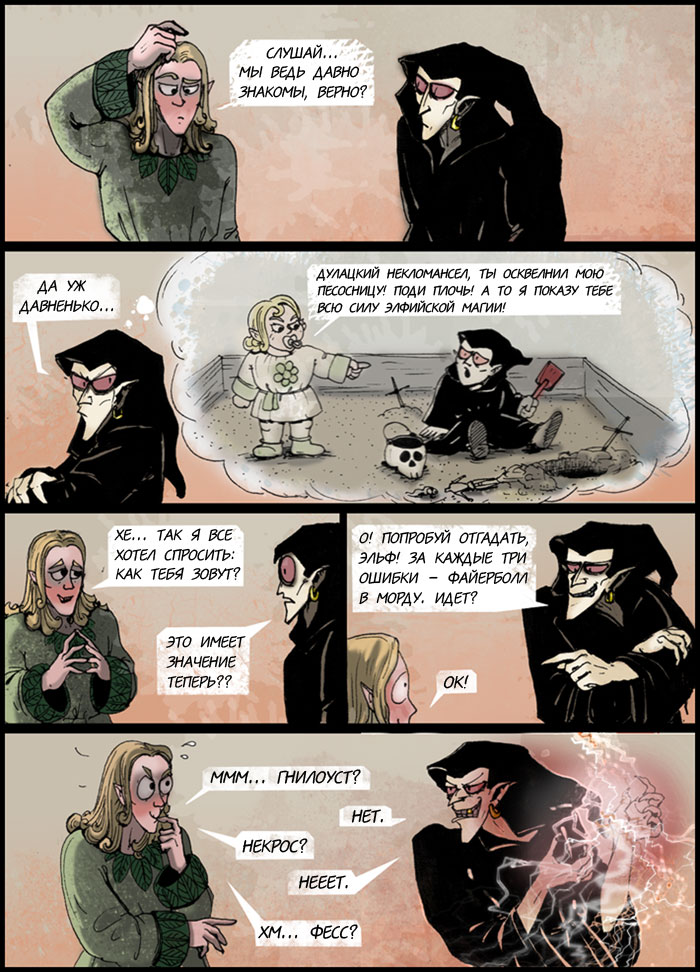 СЛУШАЙ...
МЫ ВЕДЬ ДАВНО
ЗНАКОМЫ, ВЕРНО?
ДА УЖ
ДАВНЕНЬКО...
ДУЛАЦКИЙ НЕКЛОМАНСЕЛ, ТЫ ОСКВЕЛНИЛ МОЮ
ПЕСОСНИЦУ! ПОДИ ПЛОЧЬ! А ТО Я ПОКАЗУ ТЕБЕ
ВСЮ СИЛУ ЭЛФИЙСКОЙ МАГИИ!
ХЕ... ТАК Я ВСЕ
ХОТЕЛ СПРОСИТЬ:
КАК ТЕБЯ ЗОВУТ?
ЭТО ИМЕЕТ
ЗНАЧЕНИЕ
ТЕПЕРЬ??
О! ПОПРОБУЙ ОТГАДАТЬ,
ЭЛЬФ! ЗА КАЖДЫЕ ТРИ
ОШИБКИ – ФАЙЕРБОЛЛ
В МОРДУ. ИДЕТ?
ОК!
МММ... ГНИЛОУСТ?
НЕТ.
НЕКРОС?
НЕЕЕТ.
ХМ... ФЕСС?